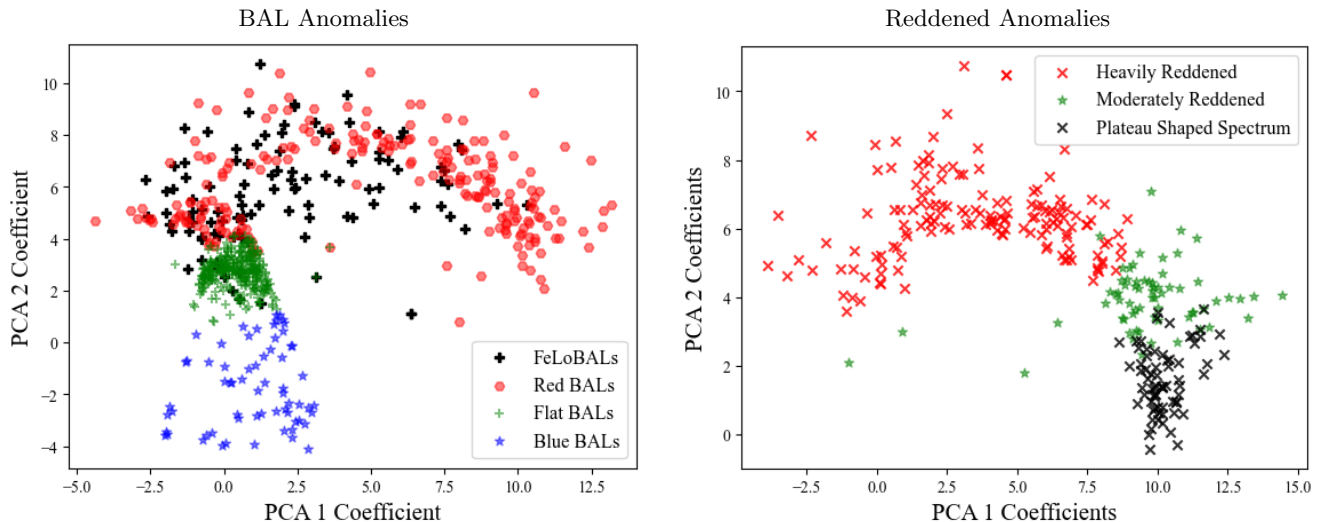 BAL Anomalies
PCA 2 Coefficient
10
8
6
4
2
0
−2
−4
FeLoBALs
Red BALs
Flat BALs
Blue BALs
−5.0 −2.5 0.0 2.5 5.0 7.5 10.0 12.5
PCA 1 Coefficient
Reddened Anomalies
PCA 2 Coefficients
10
8
6
4
2
0
Heavily Reddened
Moderately Reddened
Plateau Shaped Spectrum
−2.5 0.0 2.5 5.0 7.5 10.0 12.5 15.0
PCA 1 Coefficients